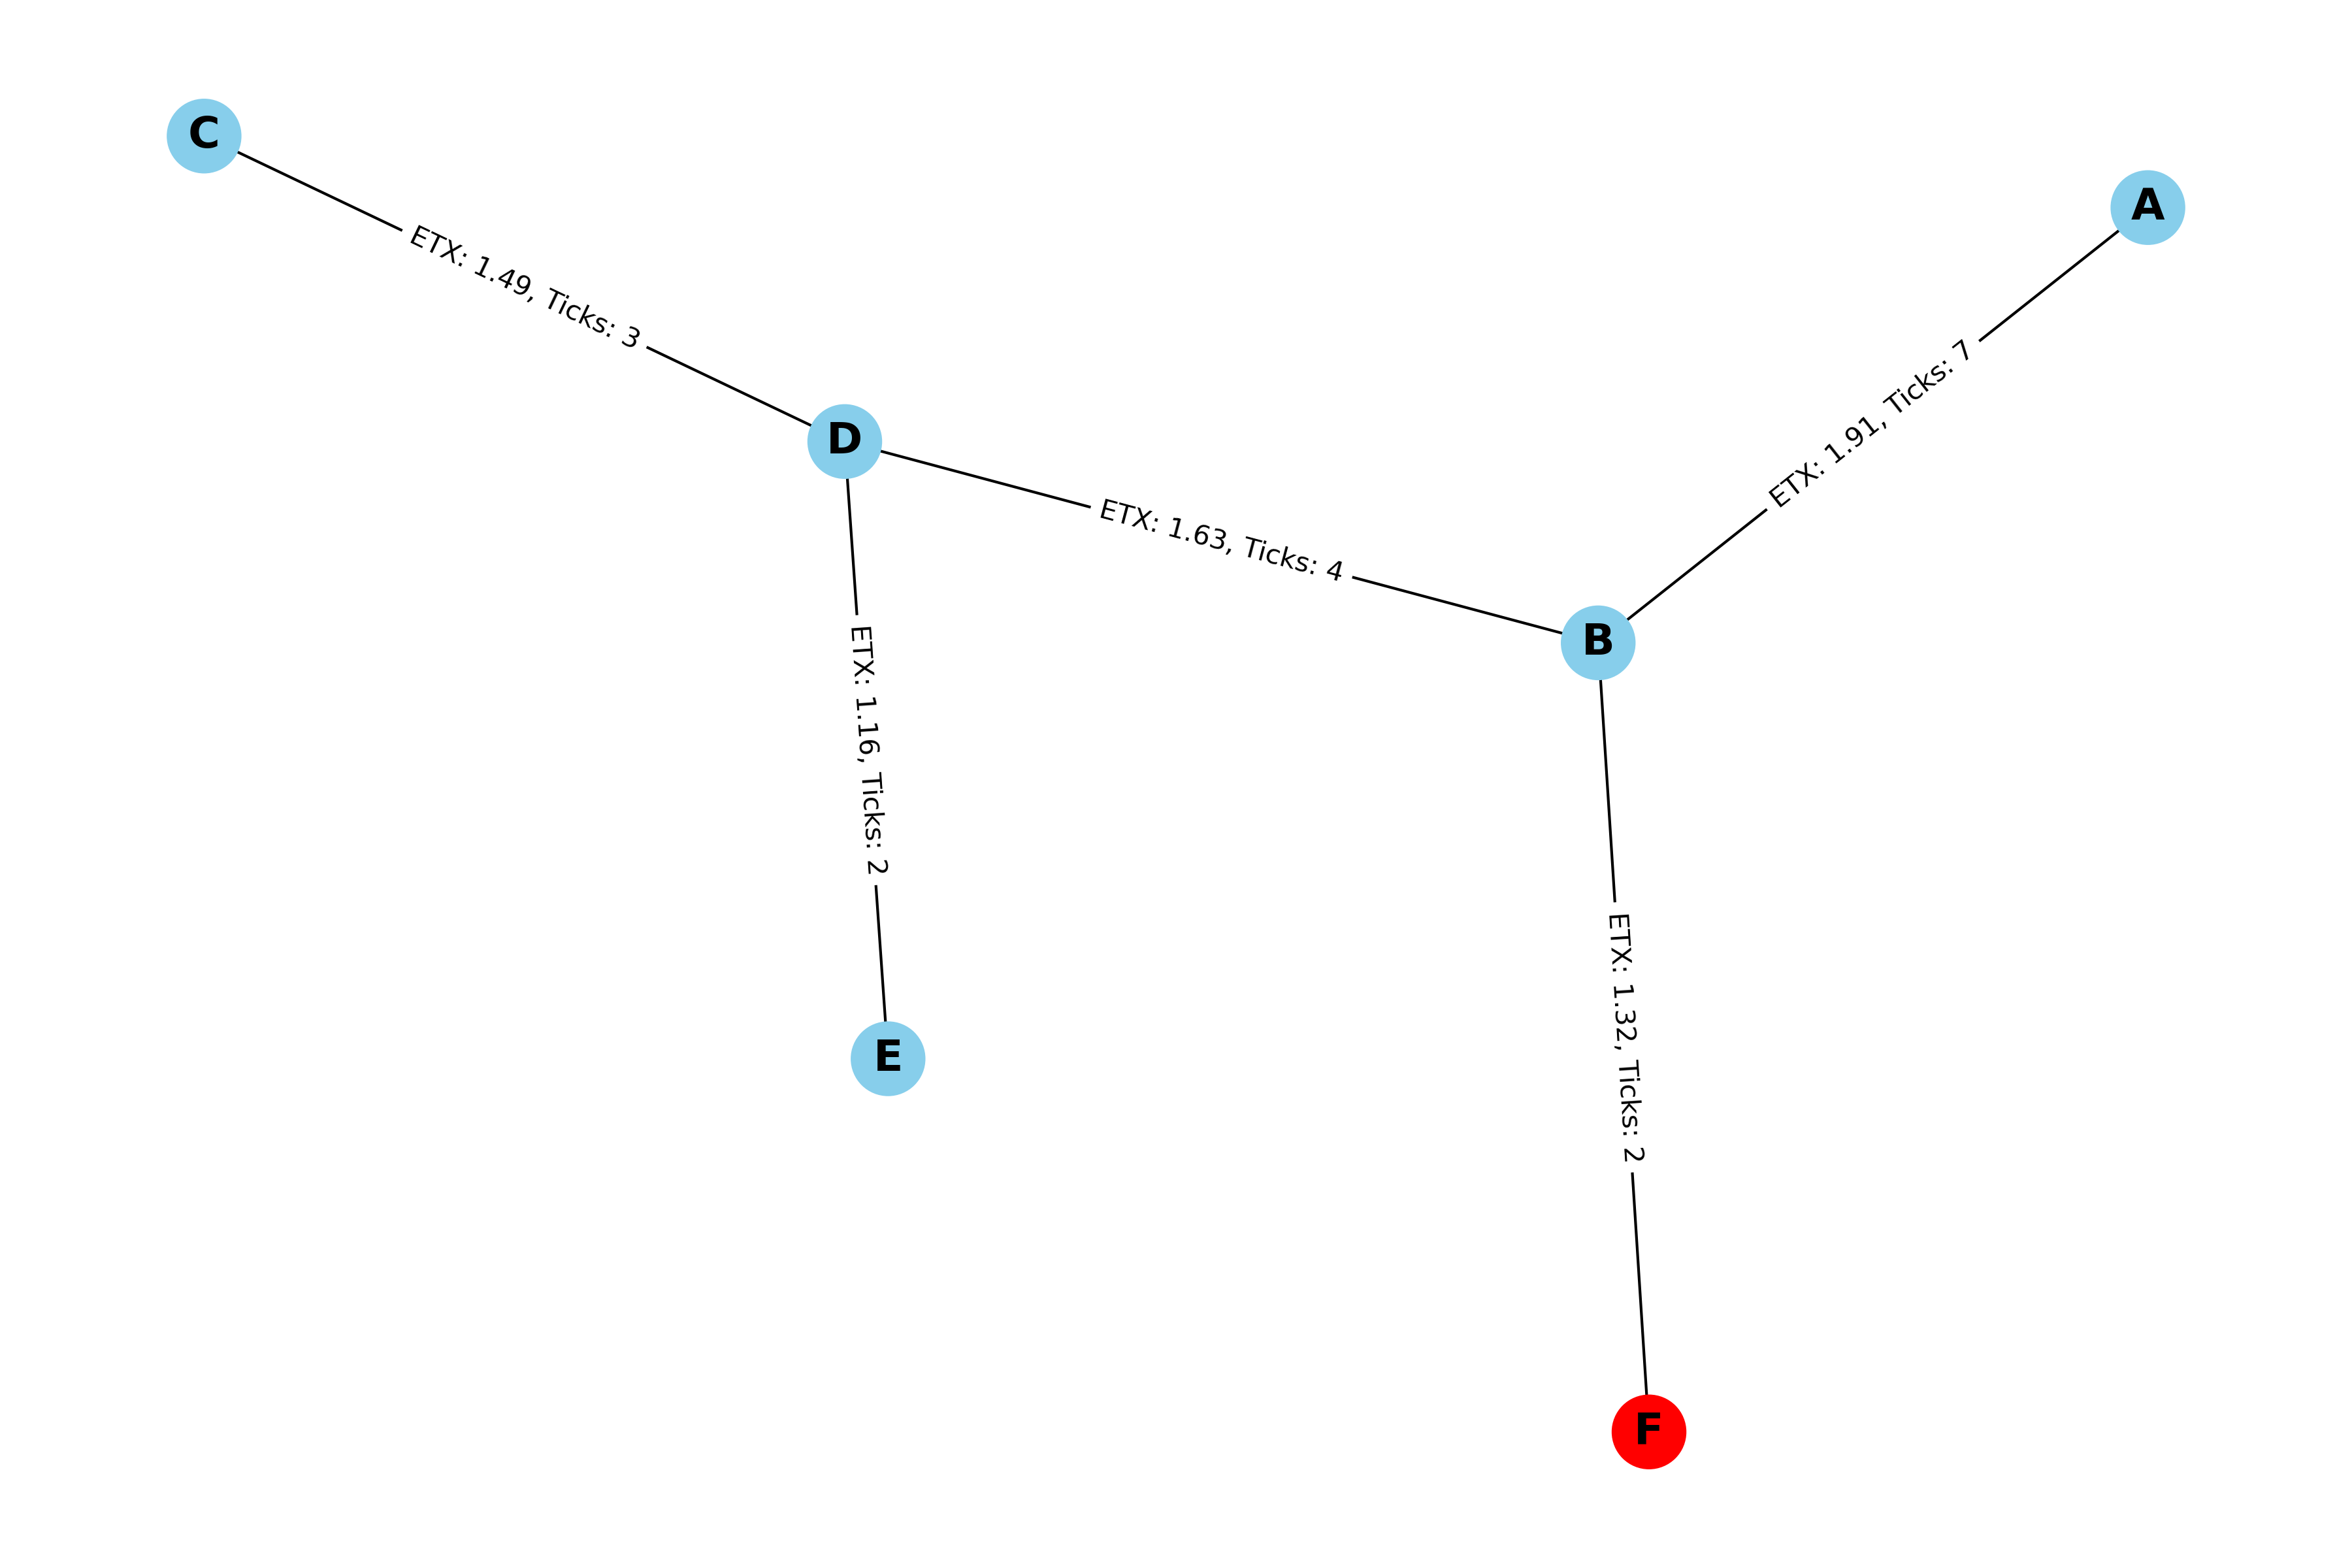 C
A
ETX: 1.49, Ticks: 3
ETX: 1.91, Ticks: 7
D
ETX: 1.63, Ticks: 4
B
ETX: 1.16, Ticks: 2
E
ETX: 1.32, Ticks: 2
F